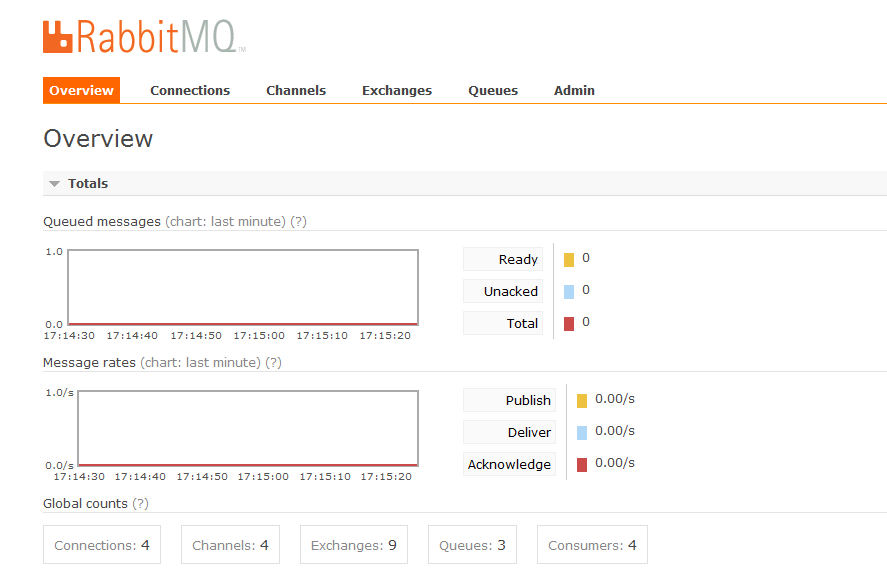 RabbitMQ TM
Overview Connections Channels Exchanges Queues Admin
Overview
Totals
Queued messages (chart: last minute) (?)
1.0
0.0
17:14:30 17:14:40 17:14:50 17:15:00 17:15:10 17:15:20
Ready 0
Unacked 0
Total 0
Message rates (chart: last minute) (?)
1.0/s
0.0/s
17:14:30 17:14:40 17:14:50 17:15:00 17:15:10 17:15:20
Publish 0.00/s
Deliver 0.00/s
Acknowledge 0.00/s
Global counts (?)
Connections: 4 Channels: 4 Exchanges: 9 Queues: 3 Consumers: 4